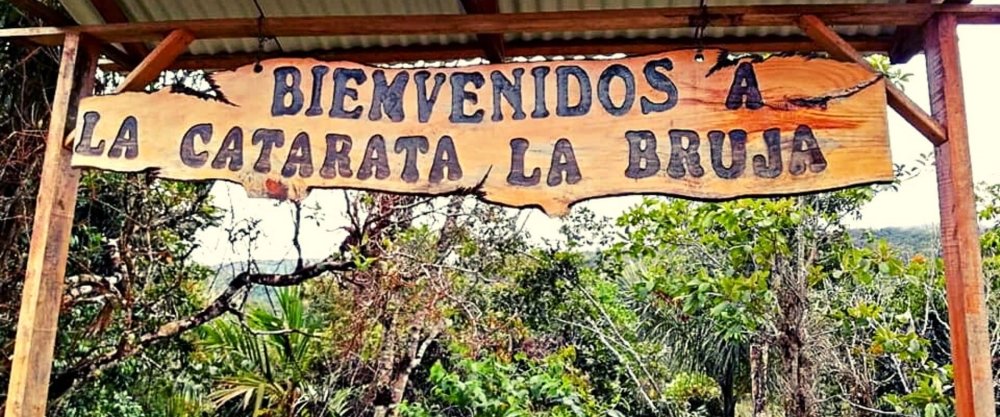 BIENVENIDOS A
LA CATARATA LA BRUJA